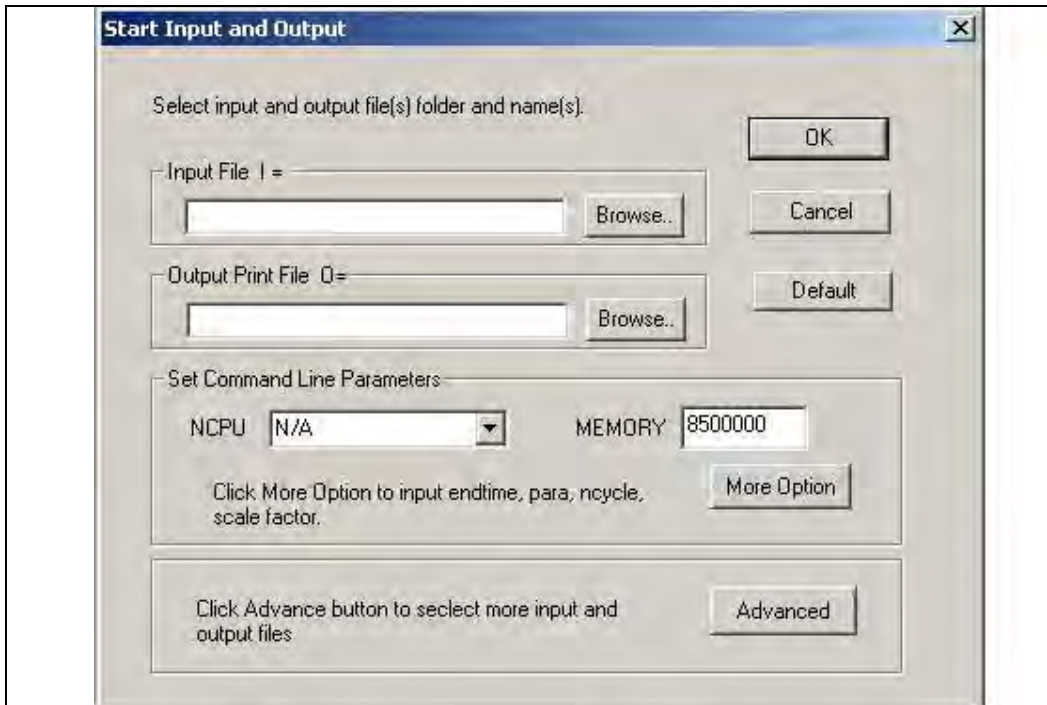 Start Input and Output
Select input and output file(s) folder and name(s).
OK
Input File I =
Browse..
Cancel
Output Print File O=
Browse..
Default
Set Command Line Parameters
NCPU N/A MEMORY 8500000
Click More Option to input endtime, para, ncycle,
scale factor.
More Option
Click Advance button to seclect more input and
output files
Advanced